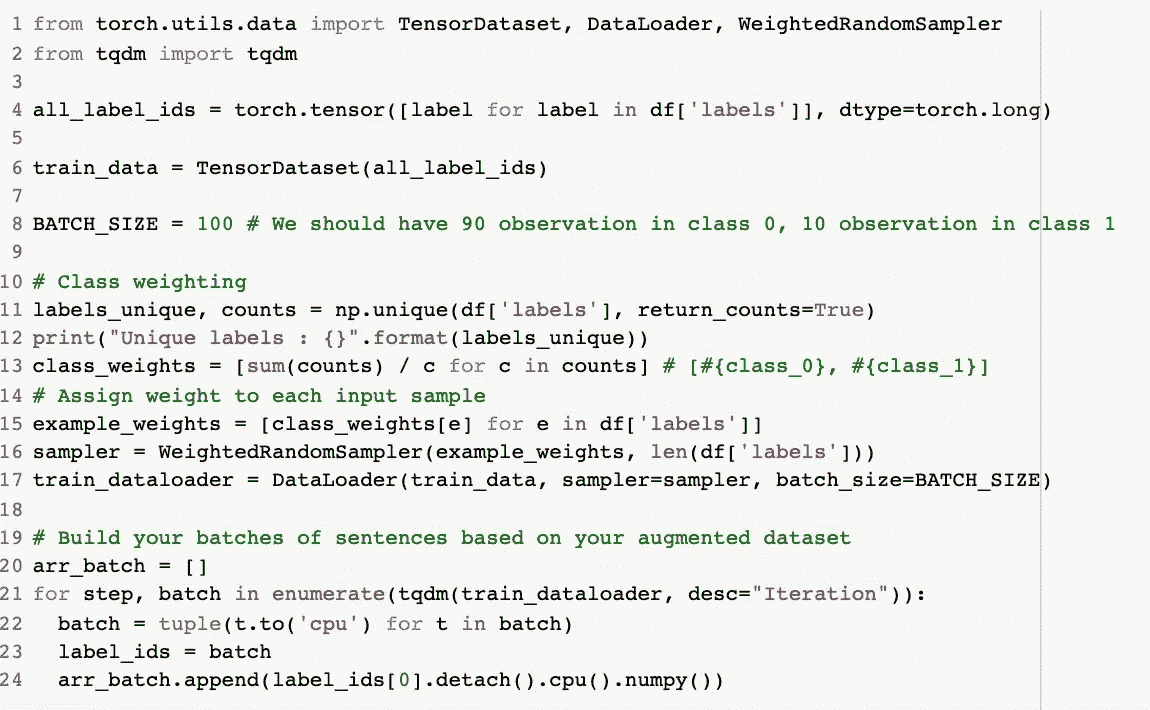 1 from torch.utils.data import TensorDataset, DataLoader, WeightedRandomSampler
2 from tqdm import tqdm
3
4 all_label_ids = torch.tensor([label for label in df['labels']], dtype=torch.long)
5
6 train_data = TensorDataset(all_label_ids)
7
8 BATCH_SIZE = 100 # We should have 90 observation in class 0, 10 observation in class 1
9
10 # Class weighting
11 labels_unique, counts = np.unique(df['labels'], return_counts=True)
12 print("Unique labels : {}".format(labels_unique))
13 class_weights = [sum(counts) / c for c in counts] # [#{class_0}, #{class_1}]
14 # Assign weight to each input sample
15 example_weights = [class_weights[e] for e in df['labels']]
16 sampler = WeightedRandomSampler(example_weights, len(df['labels']))
17 train_dataloader = DataLoader(train_data, sampler=sampler, batch_size=BATCH_SIZE)
18
19 # Build your batches of sentences based on your augmented dataset
20 arr_batch = []
21 for step, batch in enumerate(tqdm(train_dataloader, desc="Iteration")):
22   batch = tuple(t.to('cpu') for t in batch)
23   label_ids = batch
24   arr_batch.append(label_ids[0].detach().cpu().numpy())